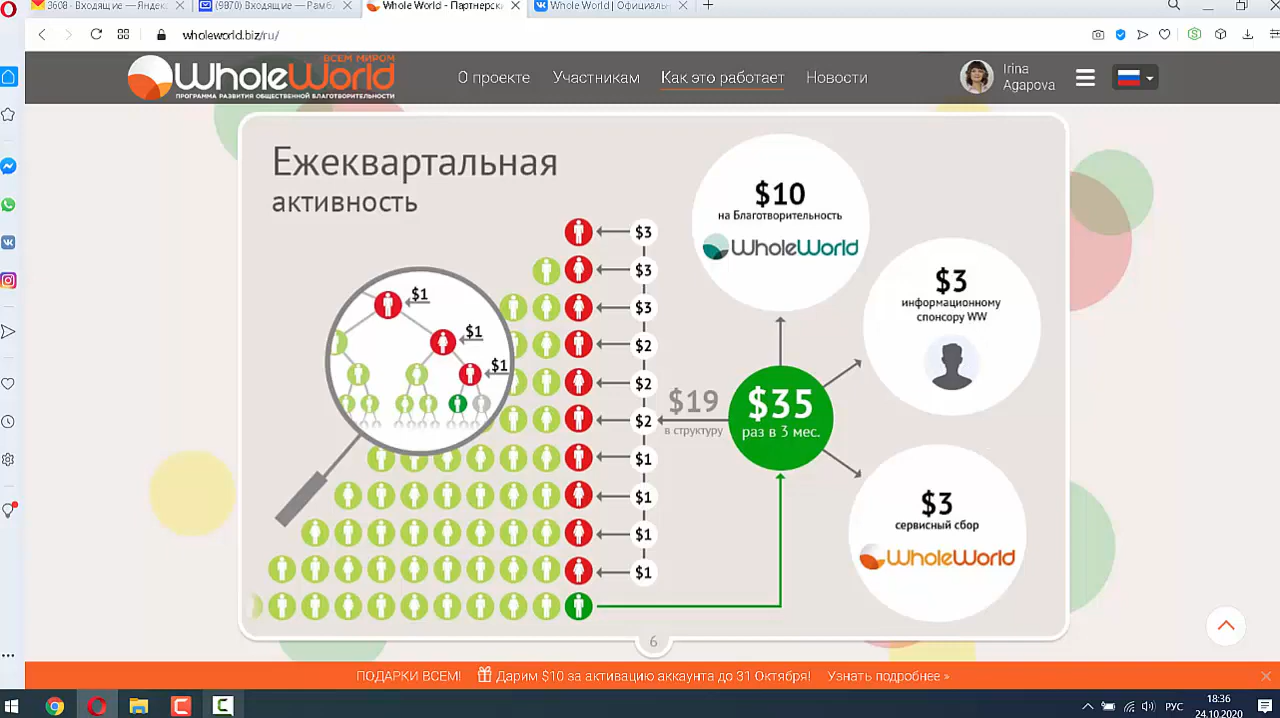 3608 · Входящие — Яндек
(9870) Входящие — Рамб
Whole World - Партнерск
Whole World | Официаль
wholeworld.biz/ru/
ВСЕМ МИРОМ
WholeWorld
ПРОГРАММА РАЗВИТИЯ ОБЩЕСТВЕННОЙ БЛАГОТВОРИТЕЛЬНОСТИ
О проекте
Участникам
Как это работает
Новости
Irina
Agapova
Ежеквартальная
активность
$10
на Благотворительность
WholeWorld
$3
информационному
спонсору WW
$3
сервисный сбор
WholeWorld
$35
раз в 3 мес.
$19
в структуру
$3
$3
$3
$2
$2
$2
$1
$1
$1
$1
$1
$1
$1
6
ПОДАРКИ ВСЕМ! Дарим $10 за активацию аккаунта до 31 Октября! Узнать подробнее »
РУС
18:36
24.10.2020